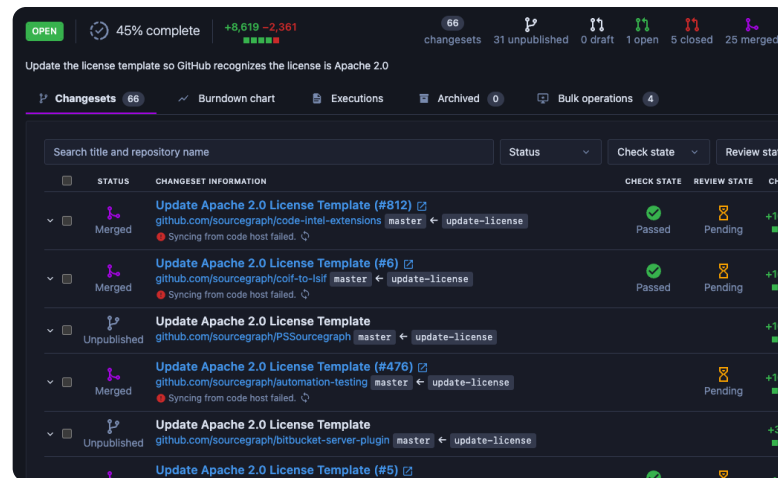 OPEN 45% complete +8,619 −2,361 66 changesets 31 unpublished 0 draft 1 open 5 closed 25 merged
Update the license template so GitHub recognizes the license is Apache 2.0
Changesets 66 Burndown chart Executions Archived 0 Bulk operations 4
Search title and repository name Status Check state Review
STATUS CHANGESET INFORMATION CHECK STATE REVIEW STATE
Update Apache 2.0 License Template (#812)
Merged github.com/sourcegraph/code-intel-extensions master ← update-license Passed Pending
Syncing from code host failed.
Update Apache 2.0 License Template (#6)
Merged github.com/sourcegraph/coif-to-lsif master ← update-license Passed Pending
Syncing from code host failed.
Update Apache 2.0 License Template
Unpublished github.com/sourcegraph/PSSourcegraph master ← update-license
Update Apache 2.0 License Template (#476)
Merged github.com/sourcegraph/automation-testing master ← update-license Pending
Syncing from code host failed.
Update Apache 2.0 License Template
Unpublished github.com/sourcegraph/bitbucket-server-plugin master ← update-license
Update Apache 2.0 License Template (#5)